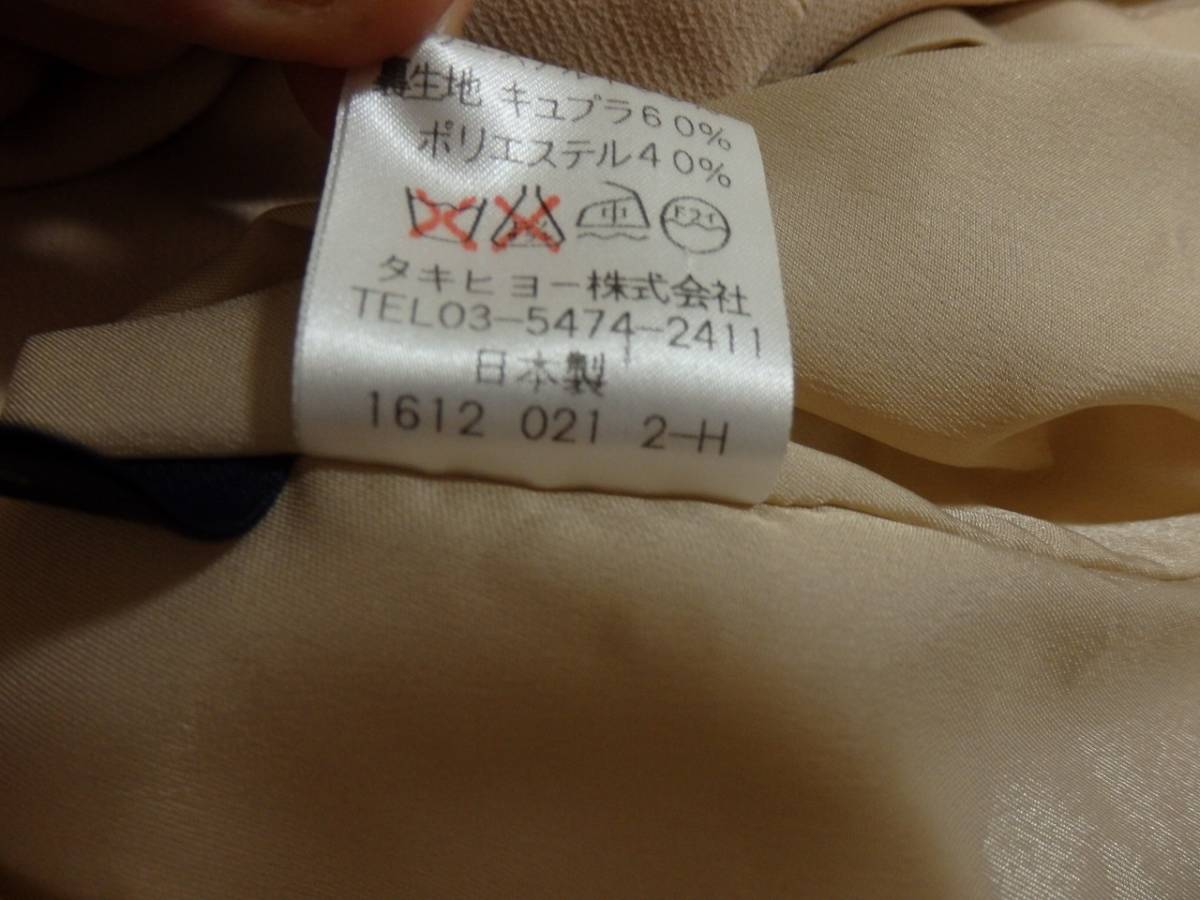 裏生地 キュプラ60%
ポリエステル40%
中
タキヒヨー株式会社
TEL03-5474-2411
日本製
1612 021 2-H